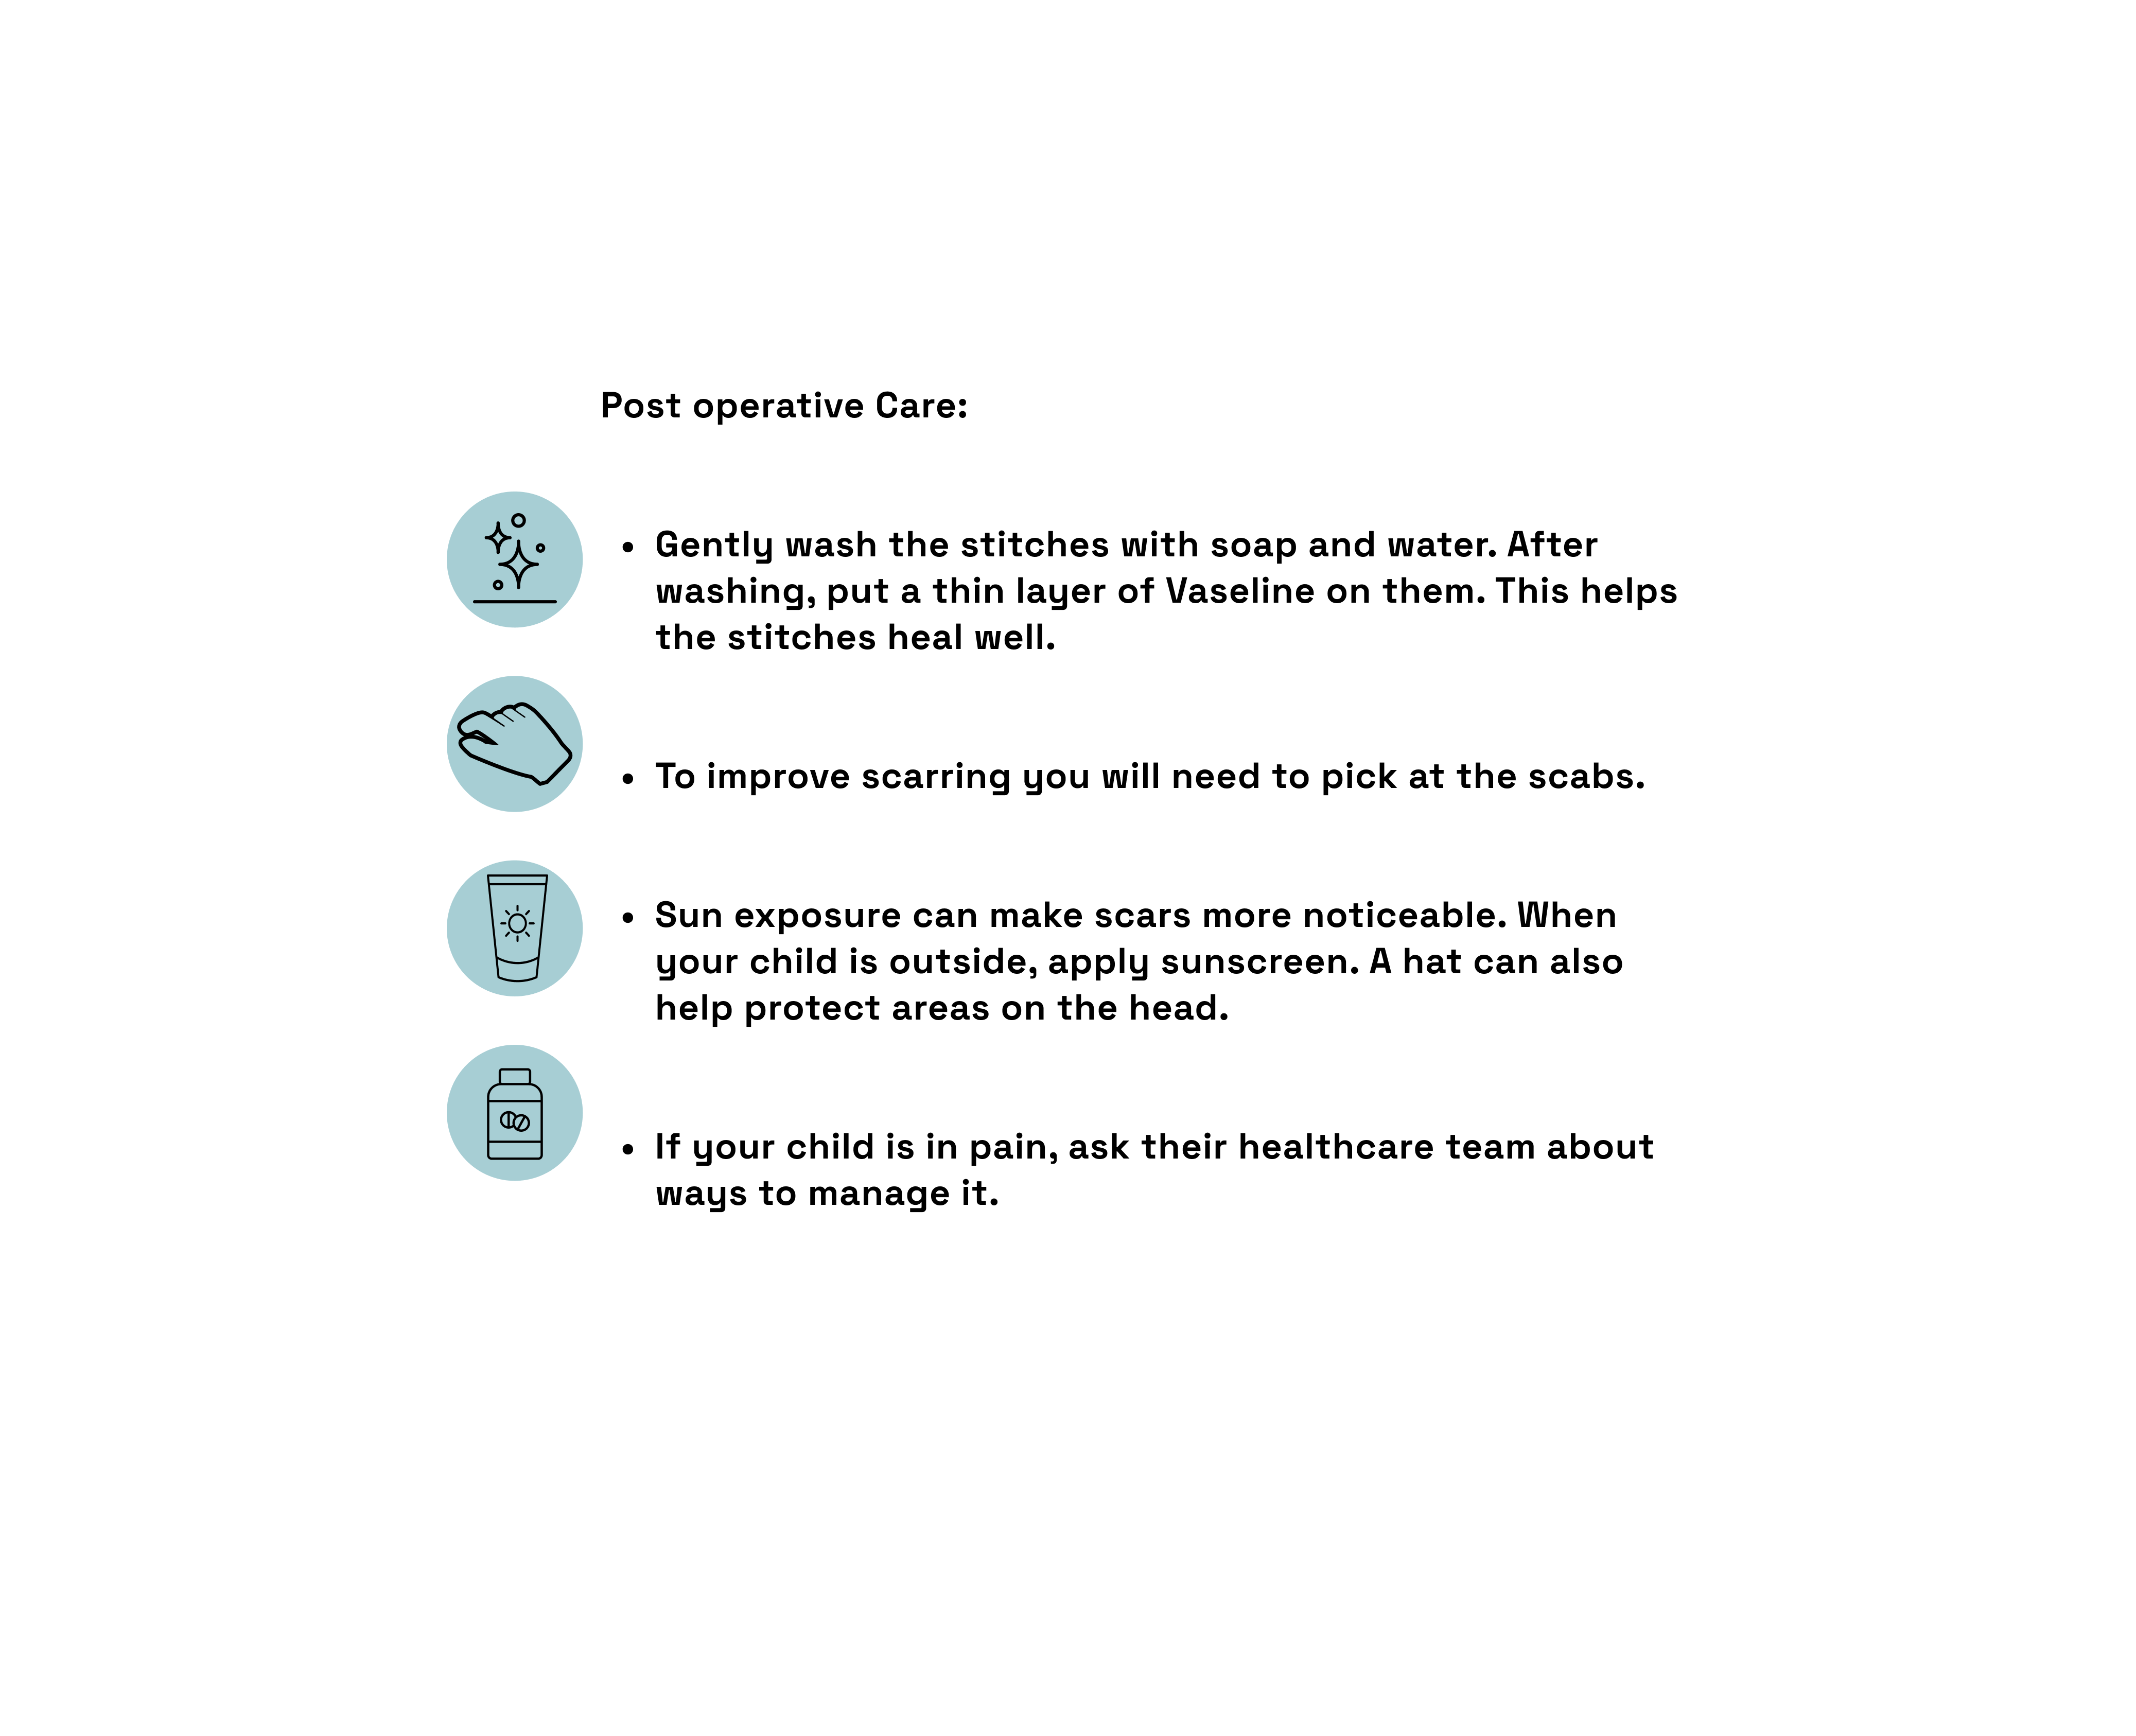 Post operative Care:
• Gently wash the stitches with soap and water. After
washing, put a thin layer of Vaseline on them. This helps
the stitches heal well.
• To improve scarring you will need to pick at the scabs.
• Sun exposure can make scars more noticeable. When
your child is outside, apply sunscreen. A hat can also
help protect areas on the head.
• If your child is in pain, ask their healthcare team about
ways to manage it.